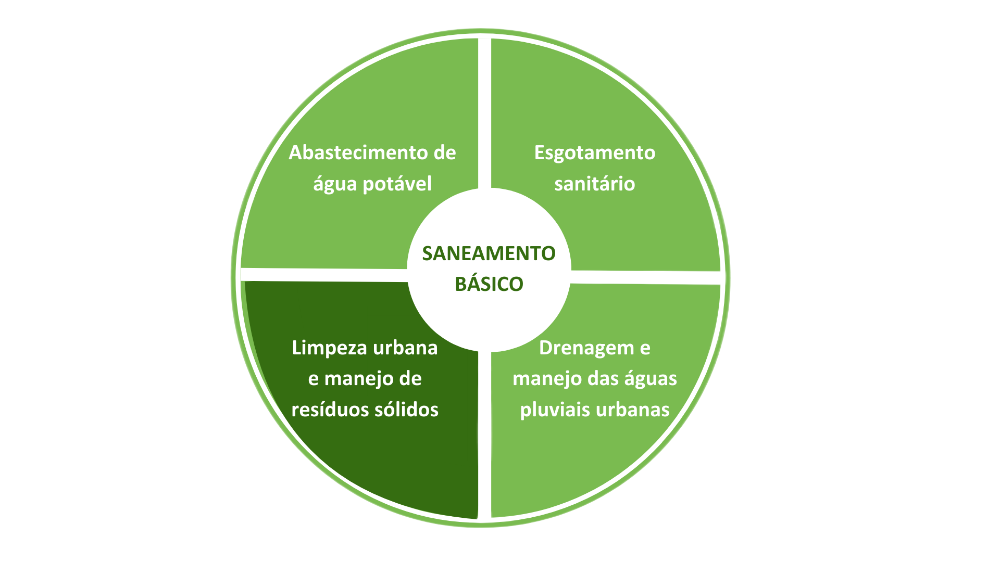 Abastecimento de
água potável
Esgotamento
sanitário
SANEAMENTO
BÁSICO
Limpeza urbana
e manejo de
resíduos sólidos
Drenagem e
manejo das águas
pluviais urbanas